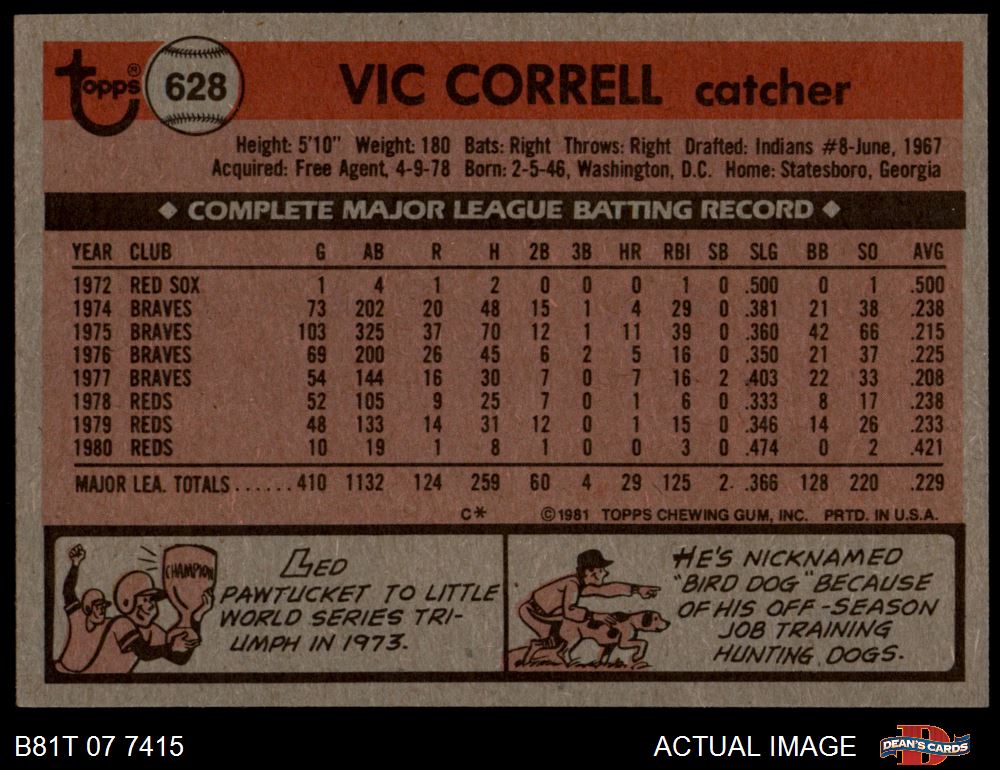 Topps®
628
VIC CORRELL catcher
Height: 5'10" Weight: 180 Bats: Right Throws: Right Drafted: Indians #8-June, 1967
Acquired: Free Agent, 4-9-78 Born: 2-5-46, Washington, D.C. Home: Statesboro, Georgia
◆ COMPLETE MAJOR LEAGUE BATTING RECORD ◆
YEAR CLUB G AB R H 2B 3B HR RBI SB SLG BB SO AVG
1972 RED SOX 1 4 1 2 0 0 0 1 0 .500 0 1 .500
1974 BRAVES 73 202 20 48 15 1 4 29 0 .381 21 38 .238
1975 BRAVES 103 325 37 70 12 1 11 39 0 .360 42 66 .215
1976 BRAVES 69 200 26 45 6 2 5 16 0 .350 21 37 .225
1977 BRAVES 54 144 16 30 7 0 7 16 2 .403 22 33 .208
1978 REDS 52 105 9 25 7 0 1 6 0 .333 8 17 .238
1979 REDS 48 133 14 31 12 0 1 15 0 .346 14 26 .233
1980 REDS 10 19 1 8 1 0 0 3 0 .474 0 2 .421
MAJOR LEA. TOTALS......410 1132 124 259 60 4 29 125 2 .366 128 220 .229
C* ©1981 TOPPS CHEWING GUM, INC. PRTD. IN U.S.A.
CHAMPION
LED
PAWTUCKET TO LITTLE
WORLD SERIES TRI-
UMPH IN 1973.
HE'S NICKNAMED
"BIRD DOG" BECAUSE
OF HIS OFF-SEASON
JOB TRAINING
HUNTING DOGS.
B81T 07 7415
ACTUAL IMAGE
D
DEAN'S CARDS